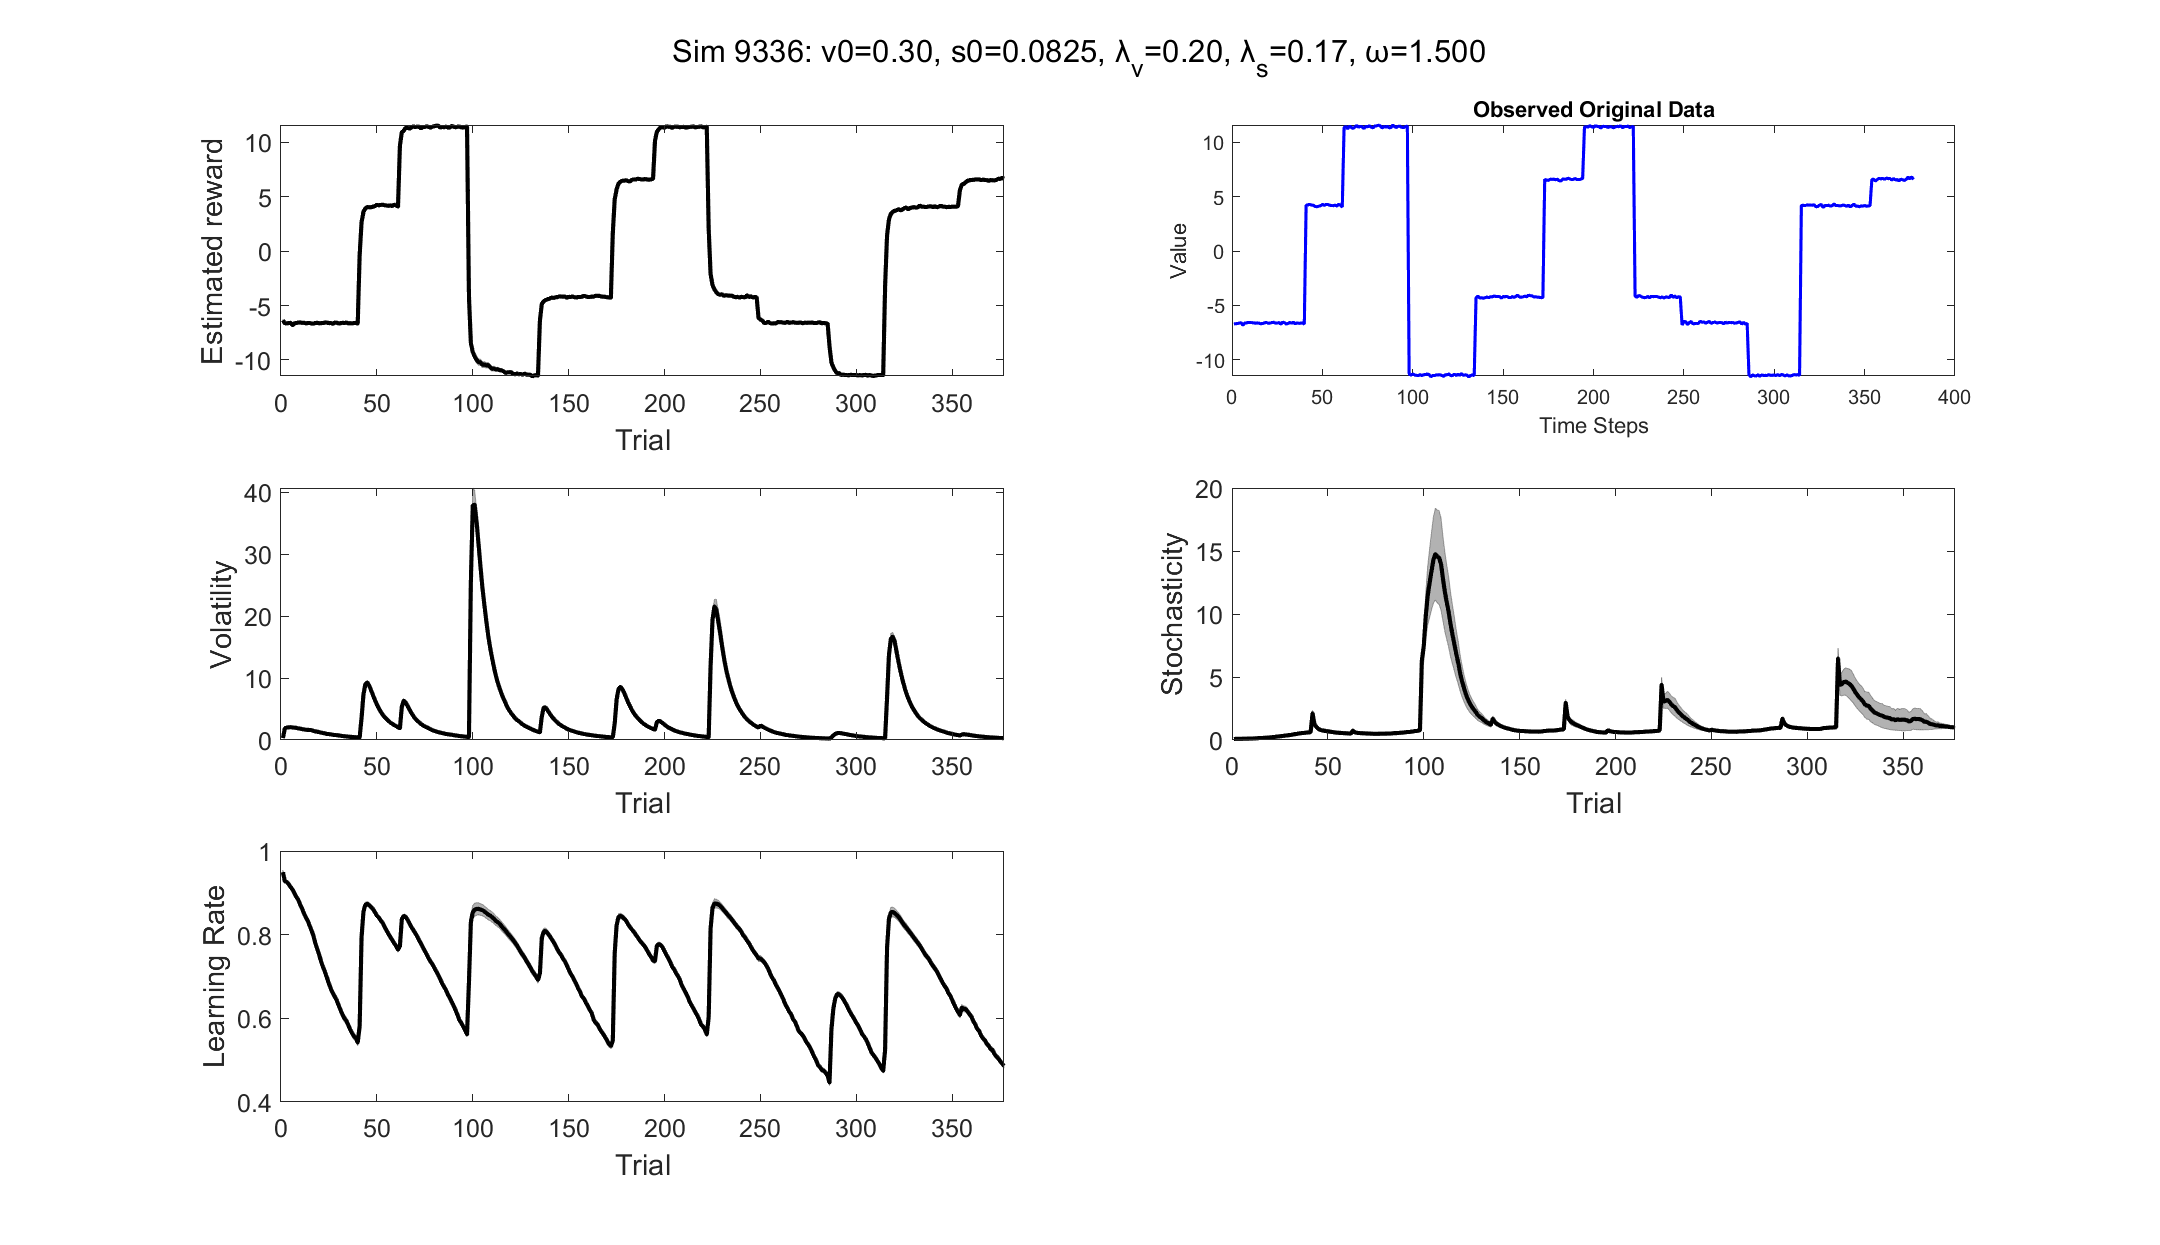 Sim 9336: v0=0.30, s0=0.0825, λv=0.20, λs=0.17, ω=1.500
Estimated reward
10
5
0
-5
-10
0 50 100 150 200 250 300 350
Trial
Observed Original Data
Value
10
5
0
-5
-10
0 50 100 150 200 250 300 350 400
Time Steps
Volatility
40
30
20
10
0
0 50 100 150 200 250 300 350
Trial
Stochasticity
20
15
10
5
0
0 50 100 150 200 250 300 350
Trial
Learning Rate
1
0.8
0.6
0.4
0 50 100 150 200 250 300 350
Trial